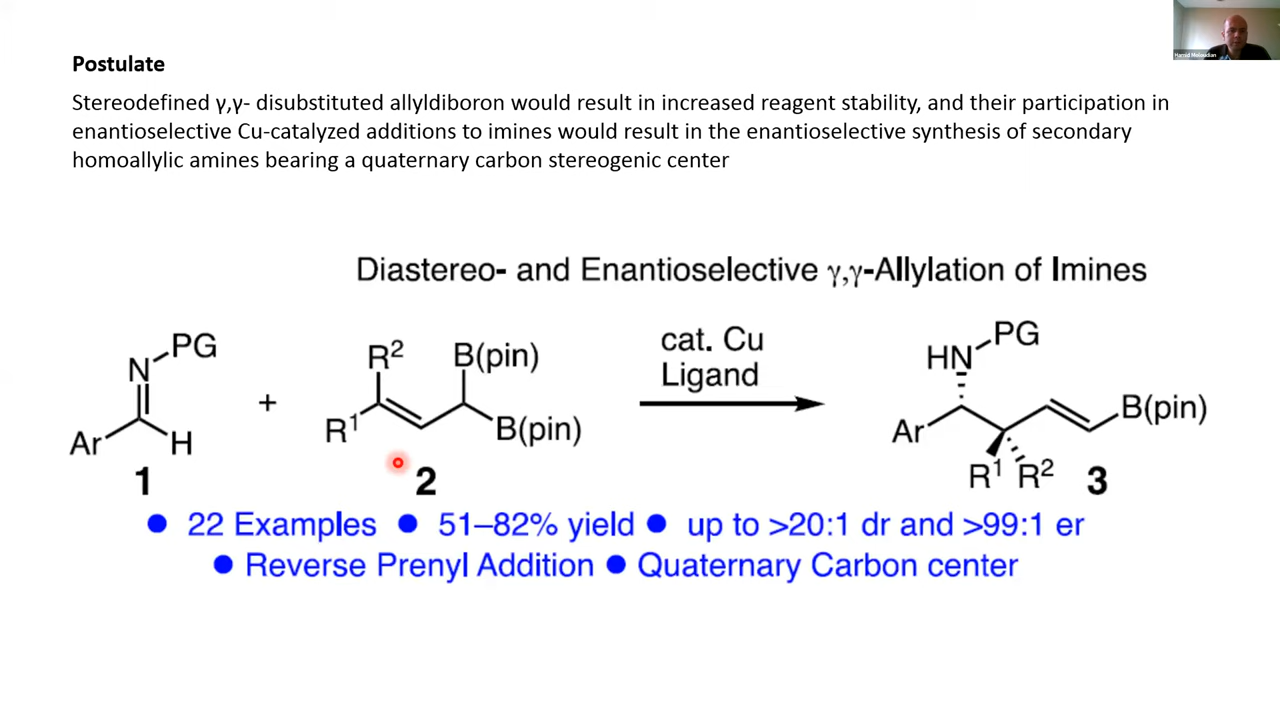 Postulate
Stereodefined γ,γ- disubstituted allyldiboron would result in increased reagent stability, and their participation in
enantioselective Cu-catalyzed additions to imines would result in the enantioselective synthesis of secondary
homoallylic amines bearing a quaternary carbon stereogenic center
Hamid Moloudian
Diastereo- and Enantioselective γ,γ-Allylation of Imines
N PG
Ar H
1
+
R² B(pin)
R¹ B(pin)
2
cat. Cu
Ligand
HN PG
Ar B(pin)
R¹ R² 3
● 22 Examples ● 51–82% yield ● up to >20:1 dr and >99:1 er
● Reverse Prenyl Addition ● Quaternary Carbon center